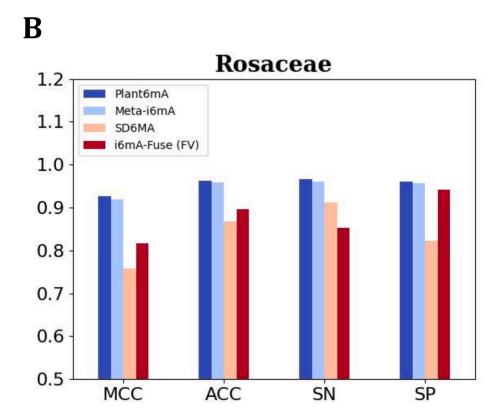 B
Rosaceae
1.2
1.1
1.0
0.9
0.8
0.7
0.6
0.5
Plant6mA
Meta-i6mA
SD6MA
i6mA-Fuse (FV)
MCC ACC SN SP